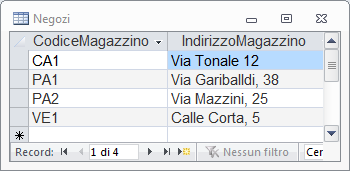 Negozi
CodiceMagazzino IndirizzoMagazzino
CA1 Via Tonale 12
PA1 Via Gariballdi, 38
PA2 Via Mazzini, 25
VE1 Calle Corta, 5
Record: 1 di 4 Nessun filtro Cer